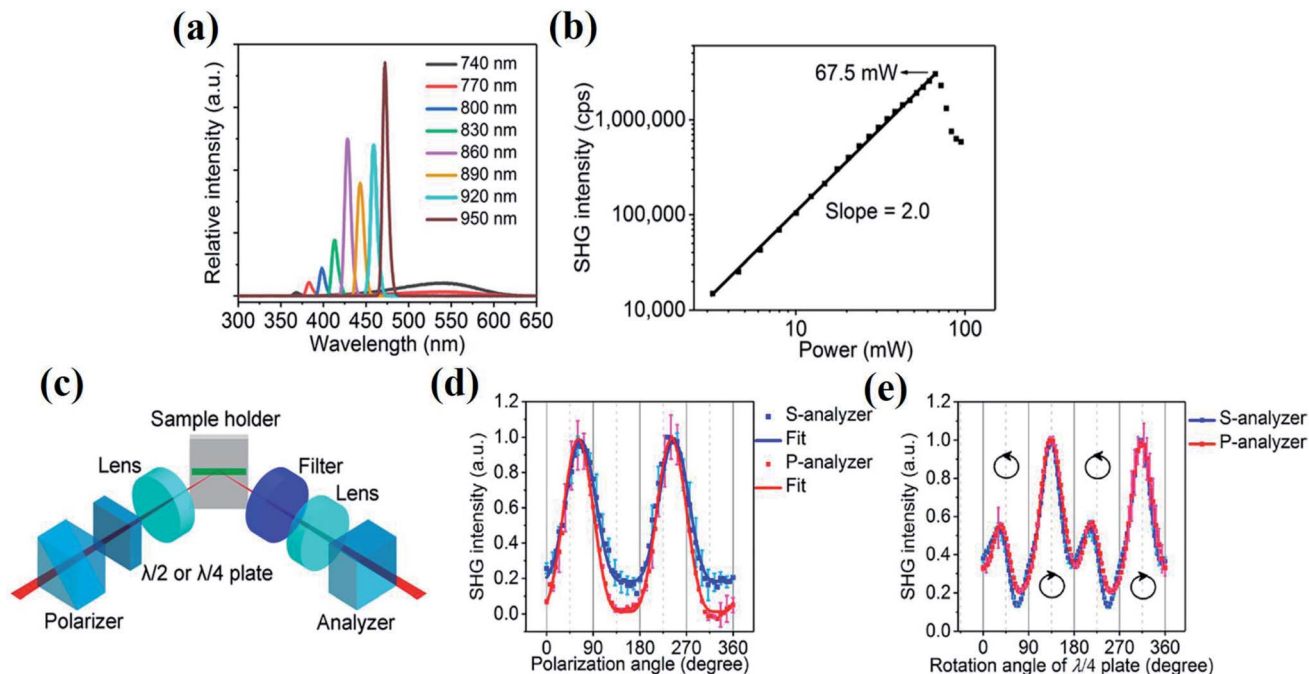 (a)
Relative intensity (a.u.)
740 nm
770 nm
800 nm
830 nm
860 nm
890 nm
920 nm
950 nm
300 350 400 450 500 550 600 650
Wavelength (nm)
(b)
SHG intensity (cps)
1,000,000
100,000
10,000
67.5 mW
Slope = 2.0
10 100
Power (mW)
(c)
Sample holder
Lens
Filter
Lens
λ/2 or λ/4 plate
Polarizer
Analyzer
(d)
SHG intensity (a.u.)
1.2
1.0
0.8
0.6
0.4
0.2
0.0
S-analyzer
Fit
P-analyzer
Fit
0 90 180 270 360
Polarization angle (degree)
(e)
SHG intensity (a.u.)
1.2
1.0
0.8
0.6
0.4
0.2
0.0
S-analyzer
P-analyzer
0 90 180 270 360
Rotation angle of λ/4 plate (degree)